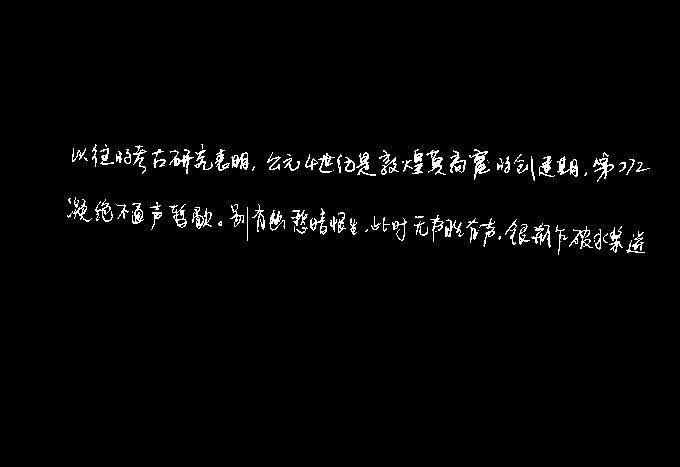 以往的考古研究表明，公元4世纪是敦煌莫高窟的创建期，第272
凝绝不通声暂歇。别有幽愁暗恨生，此时无声胜有声。银瓶乍破水浆迸